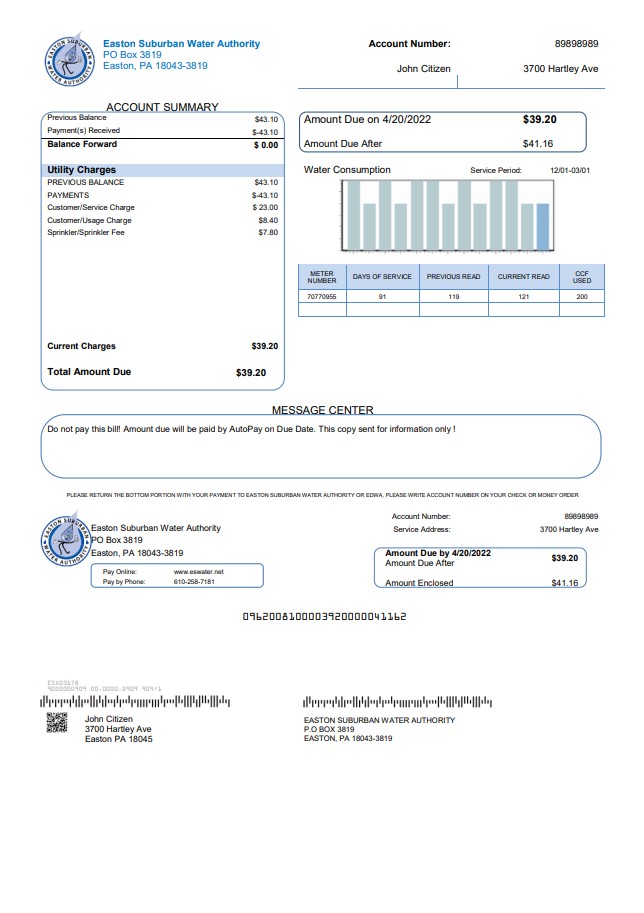 EASTON SUBURBAN
WATER AUTHORITY
Easton Suburban Water Authority
PO Box 3819
Easton, PA 18043-3819
Account Number: 89898989
John Citizen 3700 Hartley Ave
ACCOUNT SUMMARY
Previous Balance $43.10
Payment(s) Received $-43.10
Balance Forward $ 0.00
Utility Charges
PREVIOUS BALANCE $43.10
PAYMENTS $-43.10
Customer/Service Charge $ 23.00
Customer/Usage Charge $8.40
Sprinkler/Sprinkler Fee $7.80
Current Charges $39.20
Total Amount Due $39.20
Amount Due on 4/20/2022 $39.20
Amount Due After $41.16
Water Consumption Service Period: 12/01-03/01
METER NUMBER DAYS OF SERVICE PREVIOUS READ CURRENT READ CCF USED
70770955 91 119 121 200
MESSAGE CENTER
Do not pay this bill! Amount due will be paid by AutoPay on Due Date. This copy sent for information only !
PLEASE RETURN THE BOTTOM PORTION WITH YOUR PAYMENT TO EASTON SUBURBAN WATER AUTHORITY OR EDWA, PLEASE WRITE ACCOUNT NUMBER ON YOUR CHECK OR MONEY ORDER
EASTON SUBURBAN
WATER AUTHORITY
Easton Suburban Water Authority
PO Box 3819
Easton, PA 18043-3819
Pay Online: www.eswater.net
Pay by Phone: 610-258-7181
Account Number: 89898989
Service Address: 3700 Hartley Ave
Amount Due by 4/20/2022 $39.20
Amount Due After
Amount Enclosed $41.16
0962008100003920000041162
John Citizen
3700 Hartley Ave
Easton PA 18045
EASTON SUBURBAN WATER AUTHORITY
P.O BOX 3819
EASTON, PA 18043-3819